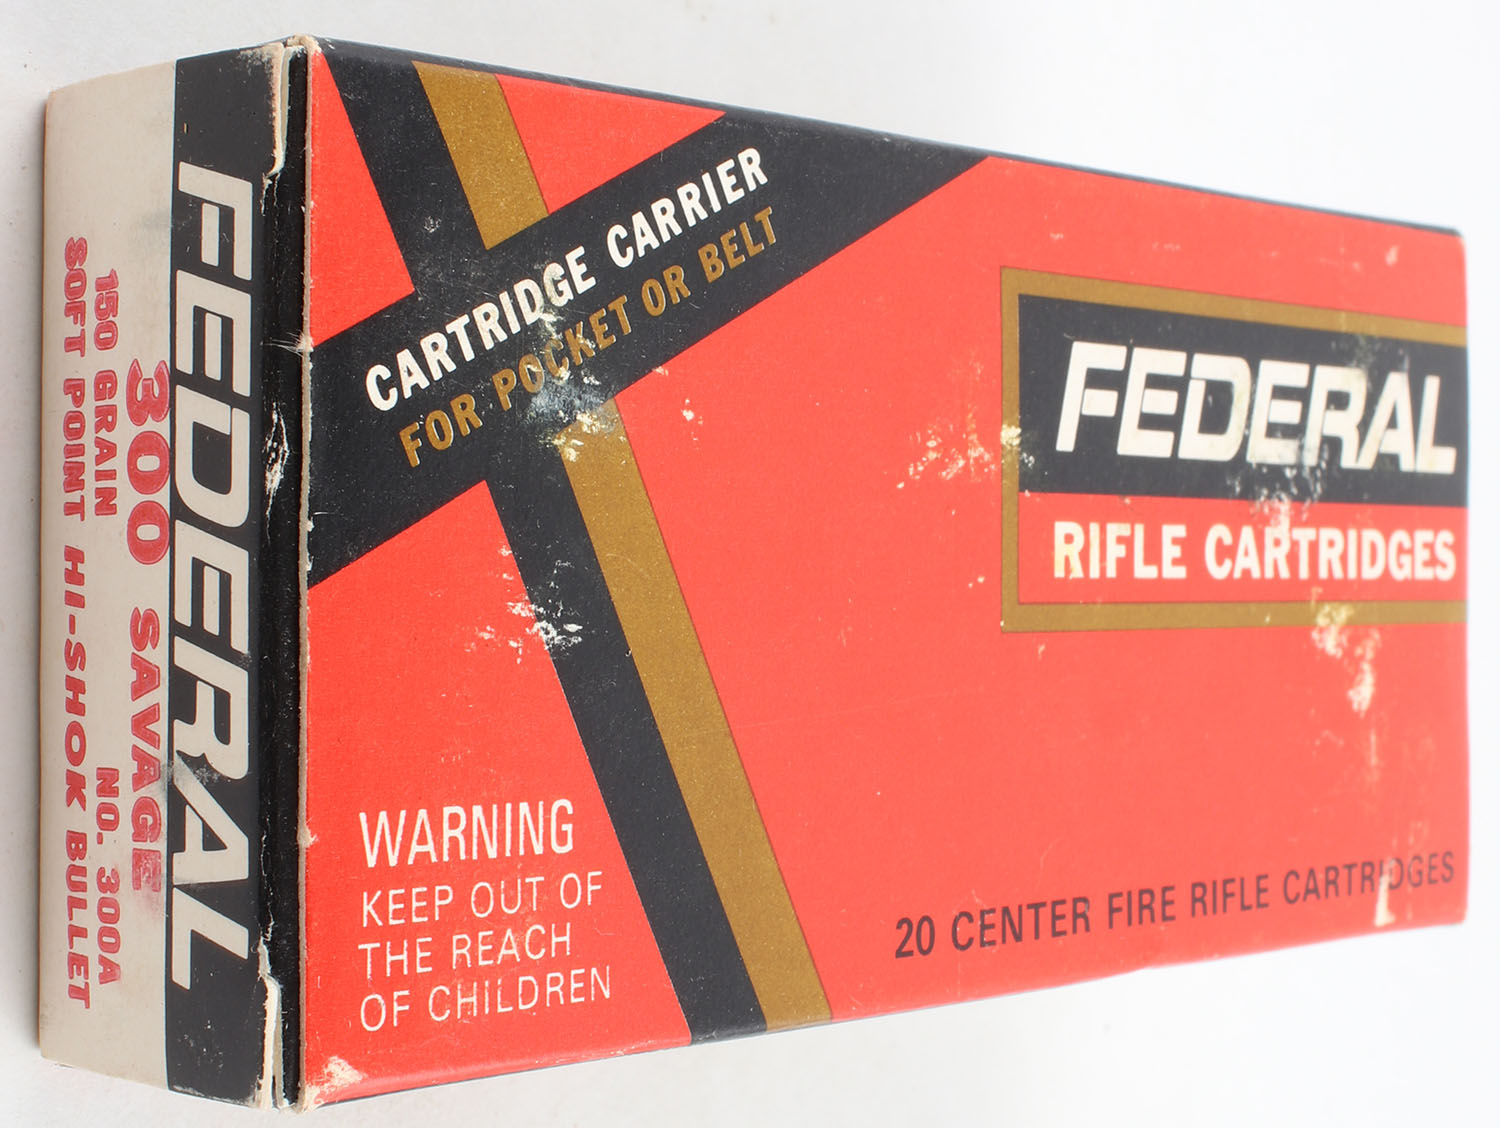 FEDERAL
300 SAVAGE
150 GRAIN NO. 300A
SOFT POINT HI-SHOK BULLET
CARTRIDGE CARRIER
FOR POCKET OR BELT
FEDERAL
RIFLE CARTRIDGES
WARNING
KEEP OUT OF
THE REACH
OF CHILDREN
20 CENTER FIRE RIFLE CARTRIDGES